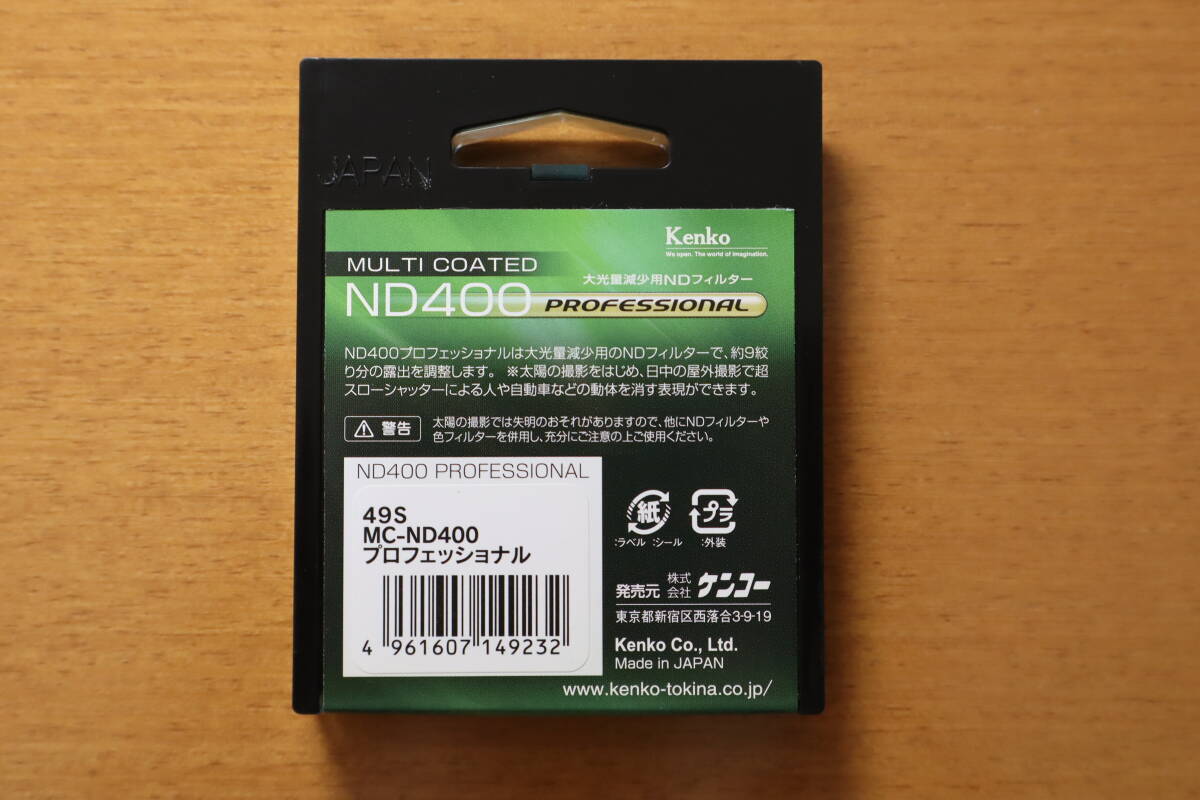 JAPAN
Kenko
We open. The world of imagination.
MULTI COATED
大光量減少用NDフィルター
ND400 PROFESSIONAL
ND400プロフェッショナルは大光量減少用のNDフィルターで、約9絞
り分の露出を調整します。 ※太陽の撮影をはじめ、日中の屋外撮影で超
スローシャッターによる人や自動車などの動体を消す表現ができます。
警告
太陽の撮影では失明のおそれがありますので、他にNDフィルターや
色フィルターを併用し、充分にご注意の上ご使用ください。
ND400 PROFESSIONAL
49S
MC-ND400
プロフェッショナル
4 961607 149232
紙
:ラベル :シール
プラ
:外装
発売元 株式会社 ケンコー
東京都新宿区西落合3-9-19
Kenko Co., Ltd.
Made in JAPAN
www.kenko-tokina.co.jp/